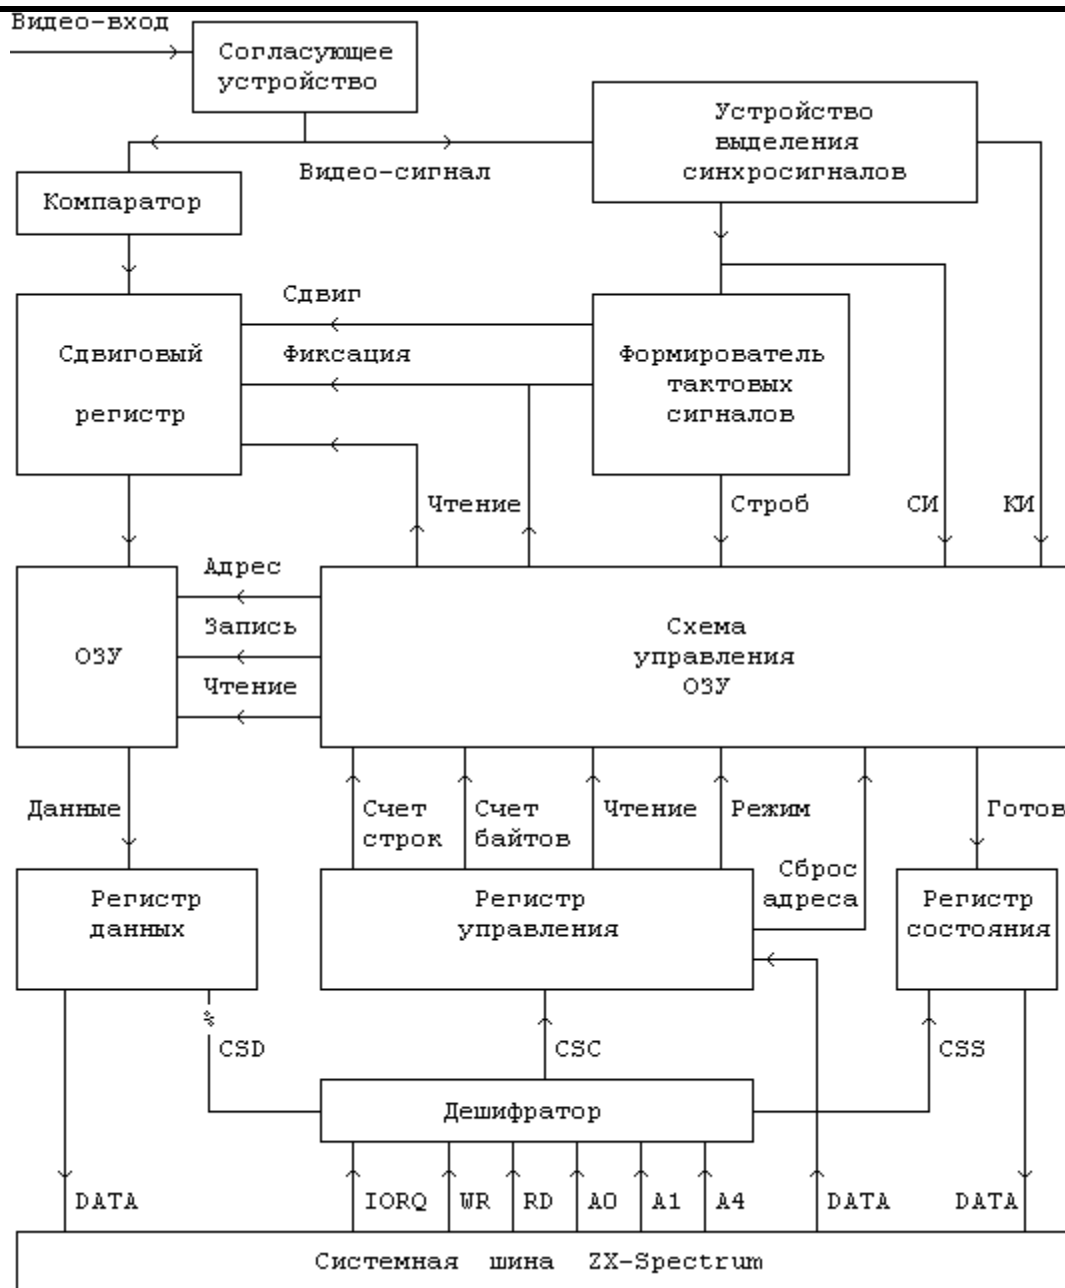 Видео-вход
Согласующее
устройство
Устройство
выделения
синхросигналов
Видео-сигнал
Компаратор
Сдвиг
Сдвиговый
регистр
Фиксация
Формирователь
тактовых
сигналов
Чтение
Строб
СИ
КИ
Адрес
Запись
Чтение
ОЗУ
Схема
управления
ОЗУ
Данные
Счет
строк
Счет
байтов
Чтение
Режим
Готов
Сброс
адреса
Регистр
данных
Регистр
управления
Регистр
состояния
CSD
CSC
CSS
Дешифратор
DATA
IORQ
WR
RD
A0
A1
A4
DATA
DATA
Системная шина ZX-Spectrum